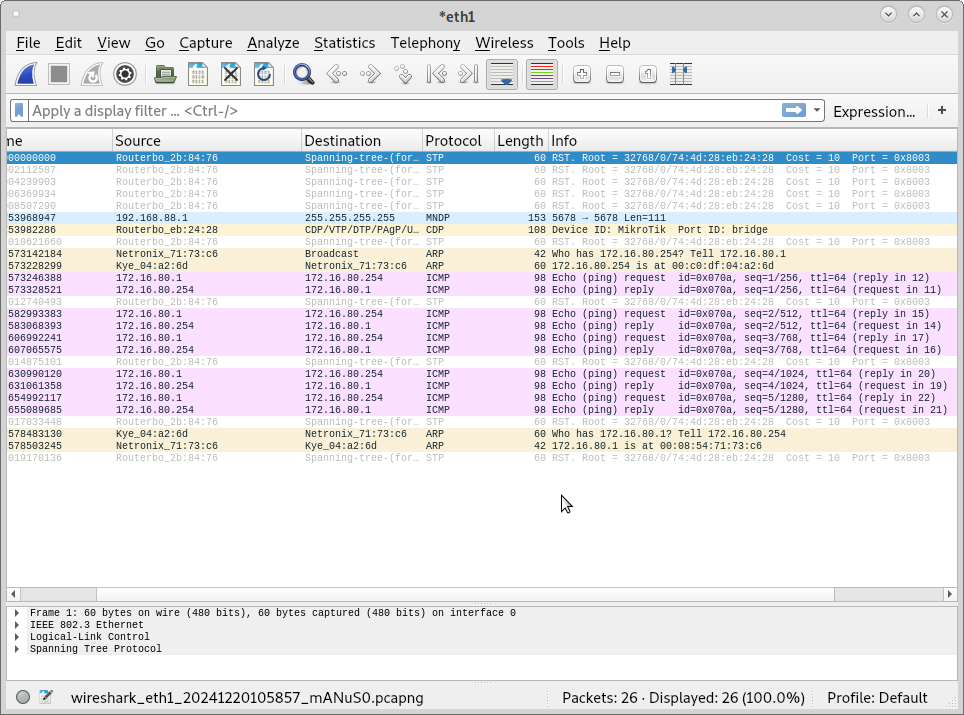 *eth1
File Edit View Go Capture Analyze Statistics Telephony Wireless Tools Help
Apply a display filter ... <Ctrl-/> Expression... +
me Source Destination Protocol Length Info
00000000 Routerbo_2b:84:76 Spanning-tree-(for… STP 60 RST. Root = 32768/0/74:4d:28:eb:24:28 Cost = 10 Port = 0x8003
02112587 Routerbo_2b:84:76 Spanning-tree-(for… STP 60 RST. Root = 32768/0/74:4d:28:eb:24:28 Cost = 10 Port = 0x8003
04239903 Routerbo_2b:84:76 Spanning-tree-(for… STP 60 RST. Root = 32768/0/74:4d:28:eb:24:28 Cost = 10 Port = 0x8003
06369934 Routerbo_2b:84:76 Spanning-tree-(for… STP 60 RST. Root = 32768/0/74:4d:28:eb:24:28 Cost = 10 Port = 0x8003
08507290 Routerbo_2b:84:76 Spanning-tree-(for… STP 60 RST. Root = 32768/0/74:4d:28:eb:24:28 Cost = 10 Port = 0x8003
53968947 192.168.88.1 255.255.255.255 MNDP 153 5678 → 5678 Len=111
53982286 Routerbo_eb:24:28 CDP/VTP/DTP/PAgP/U… CDP 108 Device ID: MikroTik Port ID: bridge
010621660 Routerbo_2b:84:76 Spanning-tree-(for… STP 60 RST. Root = 32768/0/74:4d:28:eb:24:28 Cost = 10 Port = 0x8003
573142184 Netronix_71:73:c6 Broadcast ARP 42 Who has 172.16.80.254? Tell 172.16.80.1
573228299 Kye_04:a2:6d Netronix_71:73:c6 ARP 60 172.16.80.254 is at 00:c0:df:04:a2:6d
573246388 172.16.80.1 172.16.80.254 ICMP 98 Echo (ping) request id=0x070a, seq=1/256, ttl=64 (reply in 12)
573328521 172.16.80.254 172.16.80.1 ICMP 98 Echo (ping) reply id=0x070a, seq=1/256, ttl=64 (request in 11)
012740493 Routerbo_2b:84:76 Spanning-tree-(for… STP 60 RST. Root = 32768/0/74:4d:28:eb:24:28 Cost = 10 Port = 0x8003
582993383 172.16.80.1 172.16.80.254 ICMP 98 Echo (ping) request id=0x070a, seq=2/512, ttl=64 (reply in 15)
583068393 172.16.80.254 172.16.80.1 ICMP 98 Echo (ping) reply id=0x070a, seq=2/512, ttl=64 (request in 14)
606992241 172.16.80.1 172.16.80.254 ICMP 98 Echo (ping) request id=0x070a, seq=3/768, ttl=64 (reply in 17)
607065575 172.16.80.254 172.16.80.1 ICMP 98 Echo (ping) reply id=0x070a, seq=3/768, ttl=64 (request in 16)
014875101 Routerbo_2b:84:76 Spanning-tree-(for… STP 60 RST. Root = 32768/0/74:4d:28:eb:24:28 Cost = 10 Port = 0x8003
630990120 172.16.80.1 172.16.80.254 ICMP 98 Echo (ping) request id=0x070a, seq=4/1024, ttl=64 (reply in 20)
631061358 172.16.80.254 172.16.80.1 ICMP 98 Echo (ping) reply id=0x070a, seq=4/1024, ttl=64 (request in 19)
654992117 172.16.80.1 172.16.80.254 ICMP 98 Echo (ping) request id=0x070a, seq=5/1280, ttl=64 (reply in 22)
655089685 172.16.80.254 172.16.80.1 ICMP 98 Echo (ping) reply id=0x070a, seq=5/1280, ttl=64 (request in 21)
017033448 Routerbo_2b:84:76 Spanning-tree-(for… STP 60 RST. Root = 32768/0/74:4d:28:eb:24:28 Cost = 10 Port = 0x8003
578483130 Kye_04:a2:6d Netronix_71:73:c6 ARP 60 Who has 172.16.80.1? Tell 172.16.80.254
578503245 Netronix_71:73:c6 Kye_04:a2:6d ARP 42 172.16.80.1 is at 00:08:54:71:73:c6
019170136 Routerbo_2b:84:76 Spanning-tree-(for… STP 60 RST. Root = 32768/0/74:4d:28:eb:24:28 Cost = 10 Port = 0x8003
Frame 1: 60 bytes on wire (480 bits), 60 bytes captured (480 bits) on interface 0
IEEE 802.3 Ethernet
Logical-Link Control
Spanning Tree Protocol
wireshark_eth1_20241220105857_mANuS0.pcapng Packets: 26 · Displayed: 26 (100.0%) Profile: Default